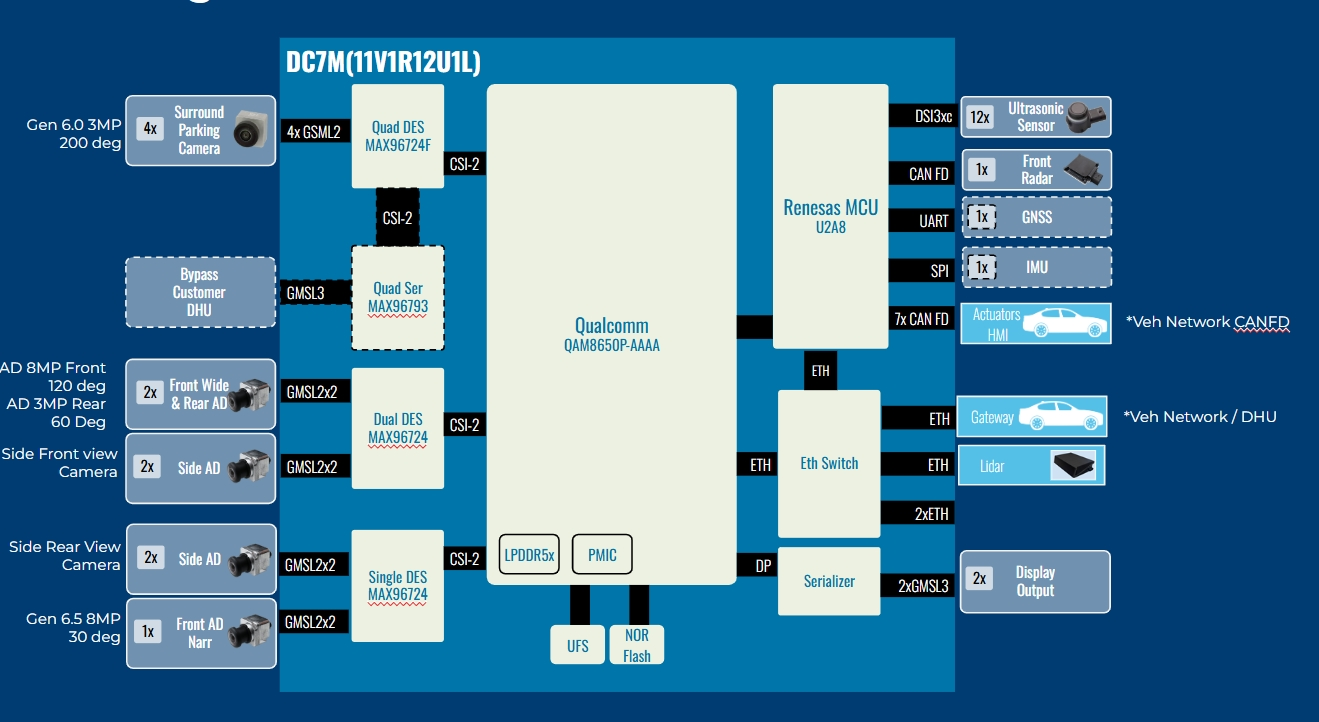 DC7M(11V1R12U1L)
Gen 6.0 3MP
200 deg
4x
Surround
Parking
Camera
4x GSML2
Quad DES
MAX96724F
CSI-2
CSI-2
Bypass
Customer
DHU
GMSL3
Quad Ser
MAX96793
AD 8MP Front
120 deg
AD 3MP Rear
60 Deg
2x
Front Wide
& Rear AD
GMSL2x2
Dual DES
MAX96724
CSI-2
Side Front view
Camera
2x
Side AD
GMSL2x2
Side Rear View
Camera
2x
Side AD
GMSL2x2
Single DES
MAX96724
CSI-2
Gen 6.5 8MP
30 deg
1x
Front AD
Narr
GMSL2x2
Qualcomm
QAM8650P-AAAA
LPDDR5x
PMIC
UFS
NOR
Flash
Renesas MCU
U2A8
DSI3xc
12x
Ultrasonic
Sensor
CAN FD
1x
Front
Radar
UART
1x
GNSS
SPI
1x
IMU
7x CAN FD
Actuators
HMI
*Veh Network CANFD
ETH
ETH
Eth Switch
ETH
Gateway
*Veh Network / DHU
ETH
Lidar
2xETH
DP
Serializer
2xGMSL3
2x
Display
Output